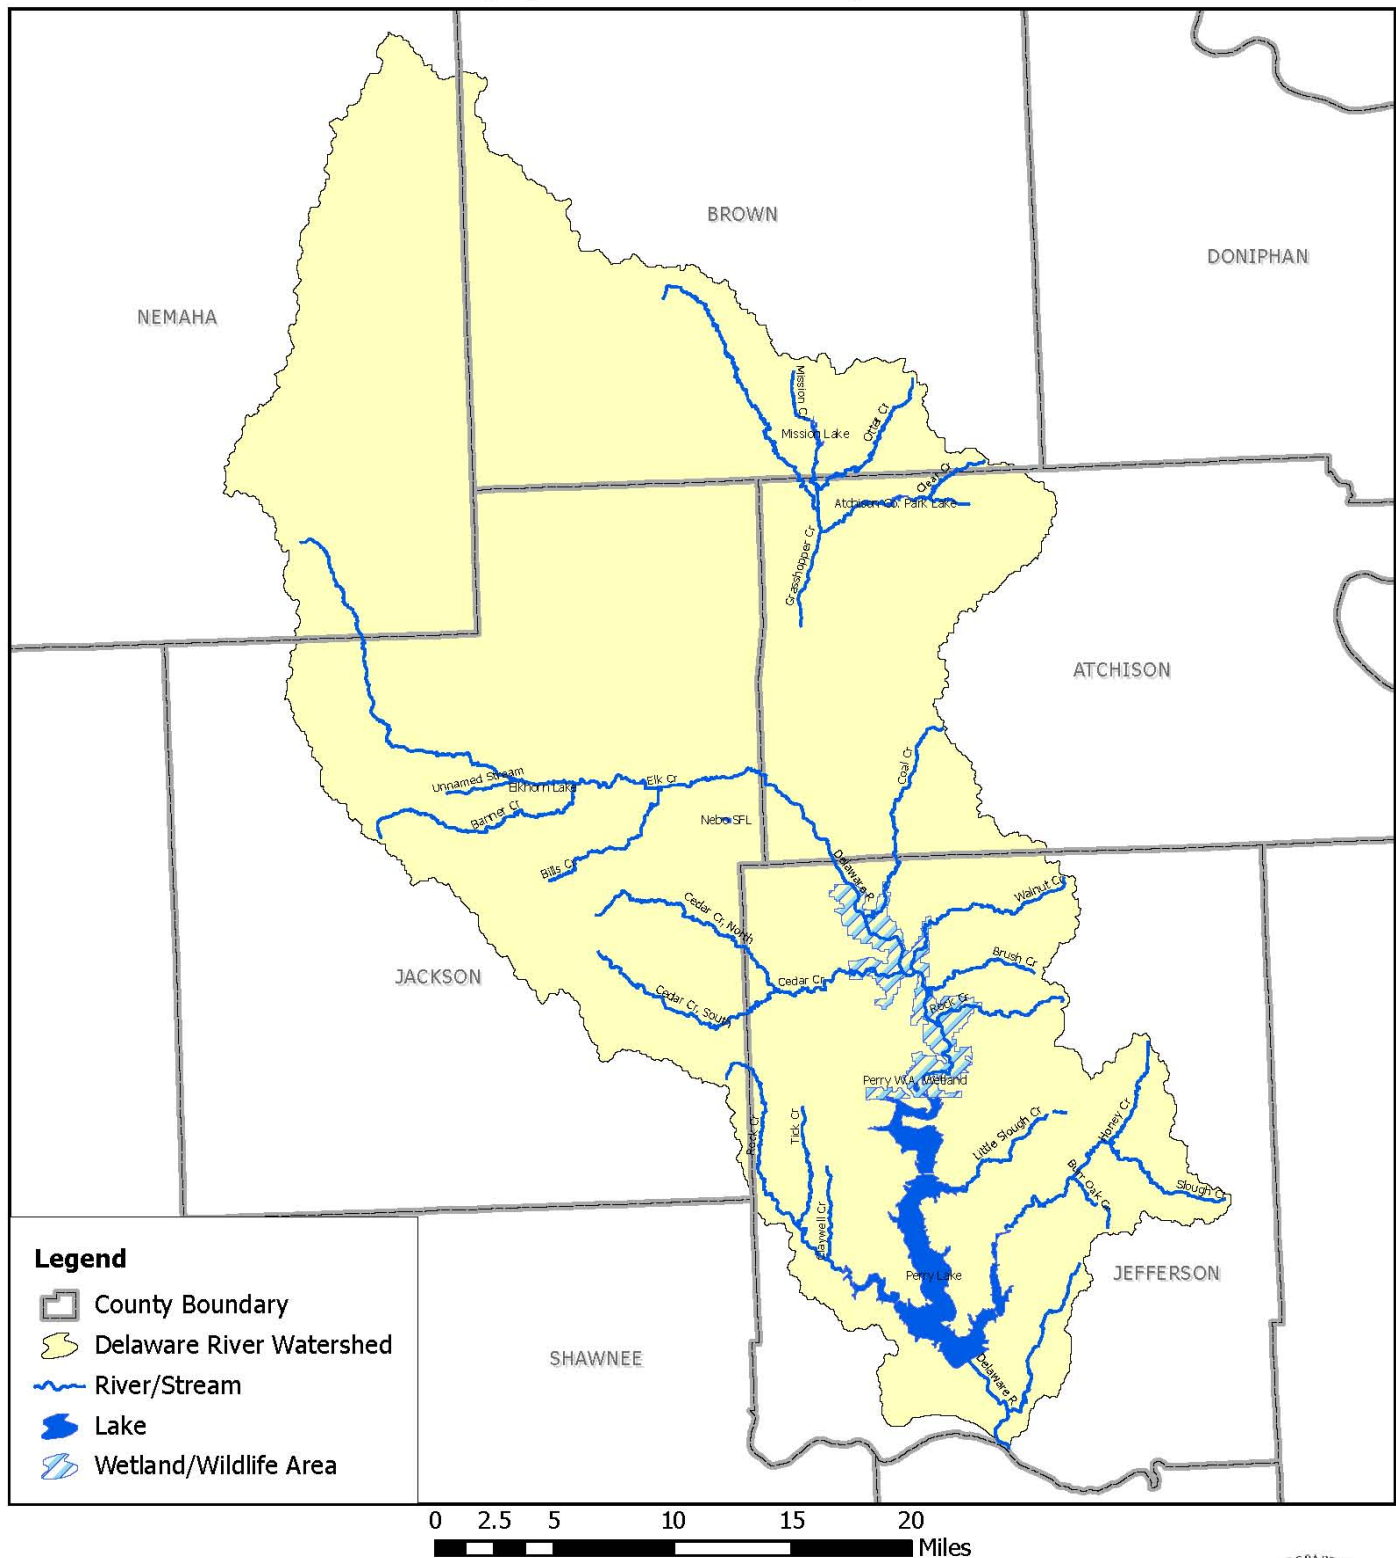 BROWN
DONIPHAN
NEMAHA
Mission Cr
Otter Cr
Mission Lake
Clear Cr
Atchison Co. Park Lake
Grasshopper Cr
ATCHISON
Coal Cr
Unnamed Stream
Elkhorn Lake
Elk Cr
Banner Cr
Nebo SFL
Bills Cr
Delaware R
Walnut Cr
Cedar Cr, North
Brush Cr
JACKSON
Cedar Cr
Cedar Cr, South
Rock Cr
Perry W.A. Wetland
Rock Cr
Tick Cr
Little Slough Cr
Honey Cr
Burr Oak Cr
Slough Cr
Perry Lake
JEFFERSON
SHAWNEE
Delaware R
Legend
County Boundary
Delaware River Watershed
River/Stream
Lake
Wetland/Wildlife Area
0 2.5 5 10 15 20
Miles